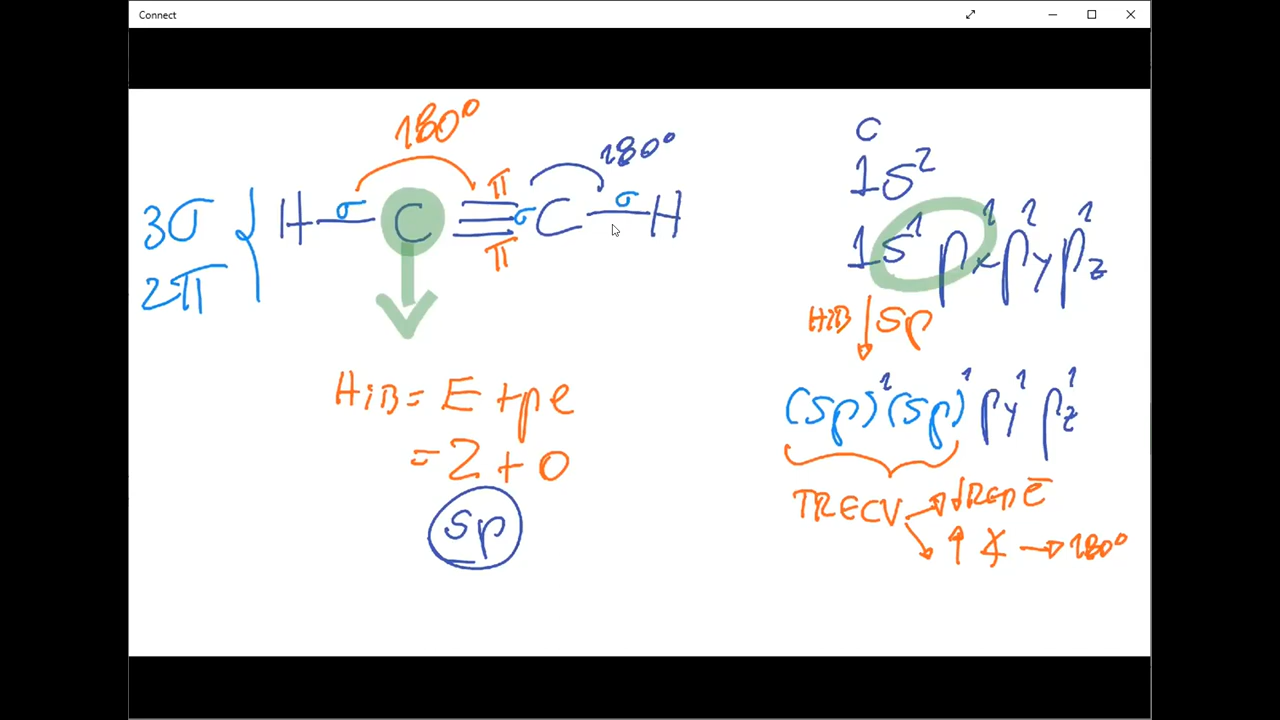 Connect
180° 180°
3σ H σ C π σ π C σ H
2π
HiB = E + pe
= 2 + 0
sp
C
1s²
1s¹ px¹ py¹ pz¹
HiB sp
(sp)¹ (sp)¹ py¹ pz¹
TRECV → ↓REP ē
↑ ∡ → 180°